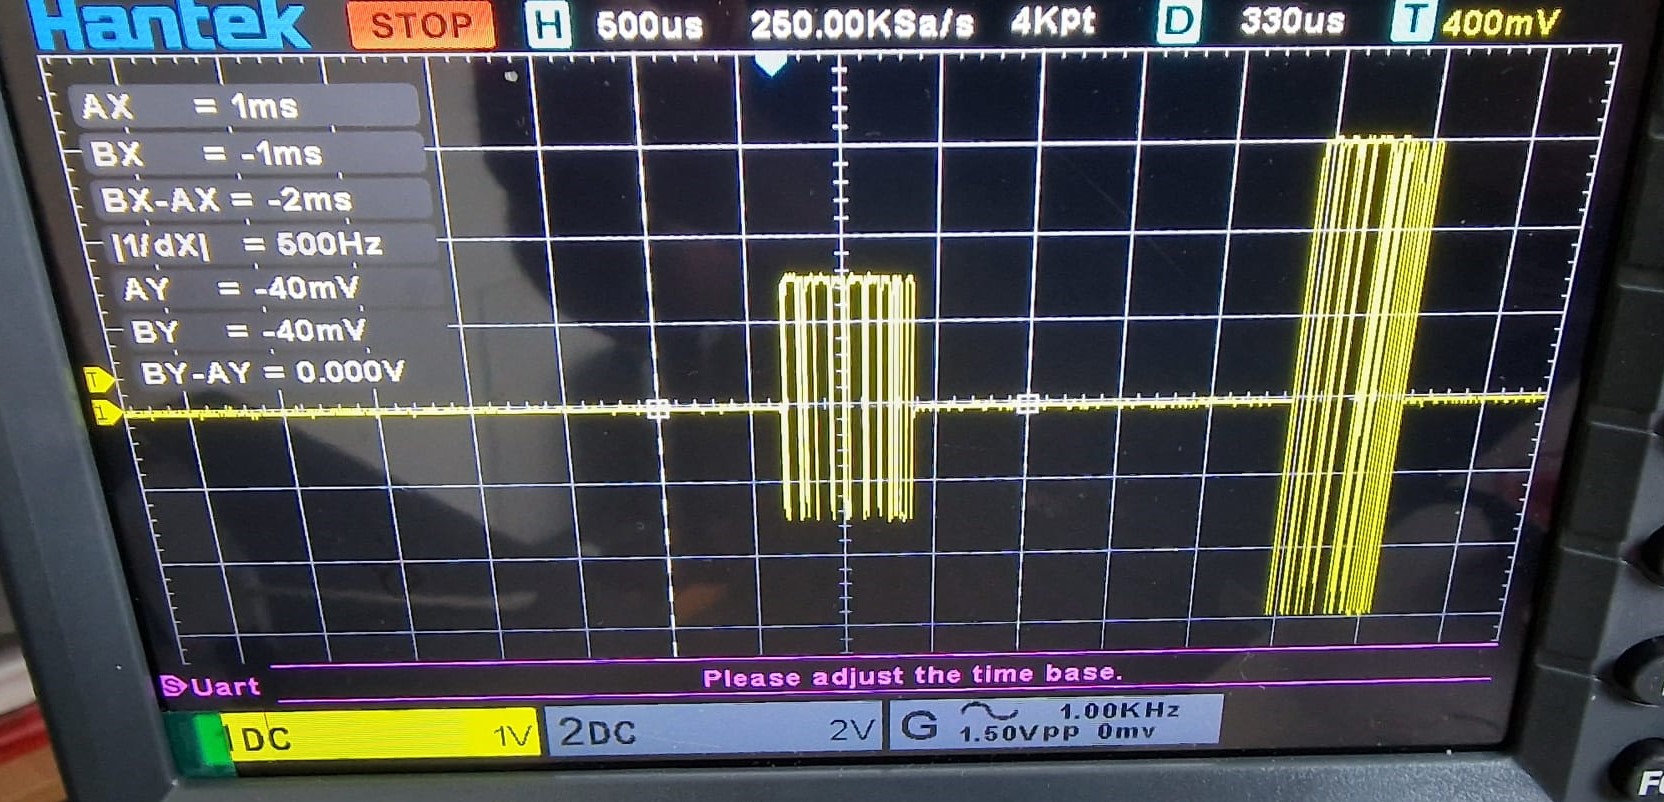 Hantek STOP H 500us 250.00KSa/s 4Kpt D 330us T 400mV
AX = 1ms
BX = -1ms
BX-AX = -2ms
|1/dX| = 500Hz
AY = -40mV
BY = -40mV
BY-AY = 0.000V
T
1
Please adjust the time base.
S Uart
1 DC 1V 2 DC 2V G 1.00KHz
1.50Vpp 0mv